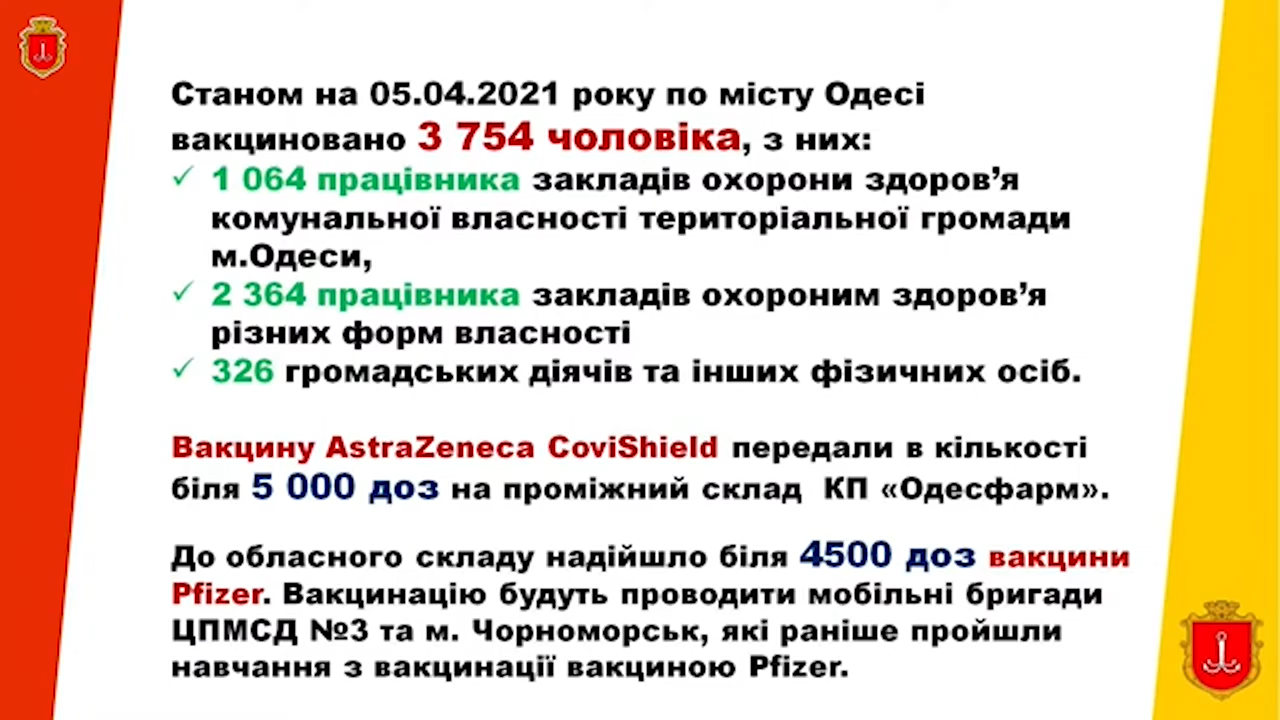 Станом на 05.04.2021 року по місту Одесі
вакциновано 3 754 чоловіка, з них:
✓ 1 064 працівника закладів охорони здоров’я
комунальної власності територіальної громади
м.Одеси,
✓ 2 364 працівника закладів охороним здоров’я
різних форм власності
✓ 326 громадських діячів та інших фізичних осіб.
Вакцину AstraZeneca CoviShield передали в кількості
біля 5 000 доз на проміжний склад КП «Одесфарм».
До обласного складу надійшло біля 4500 доз вакцини
Pfizer. Вакцинацію будуть проводити мобільні бригади
ЦПМСД №3 та м. Чорноморськ, які раніше пройшли
навчання з вакцинації вакциною Pfizer.